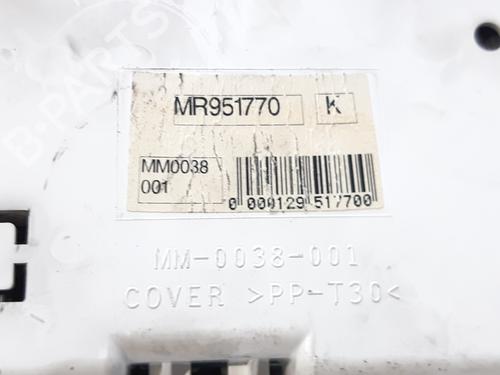 MR951770 K
MM0038
001
0 000129 517700
MM-0038-001
COVER >PP-T30<
B-PARTS